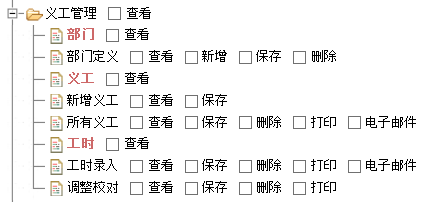 义工管理 查看
部门 查看
部门定义 查看 新增 保存 删除
义工 查看
新增义工 查看 保存
所有义工 查看 保存 删除 打印 电子邮件
工时 查看
工时录入 查看 保存 删除 打印 电子邮件
调整校对 查看 保存 删除 打印